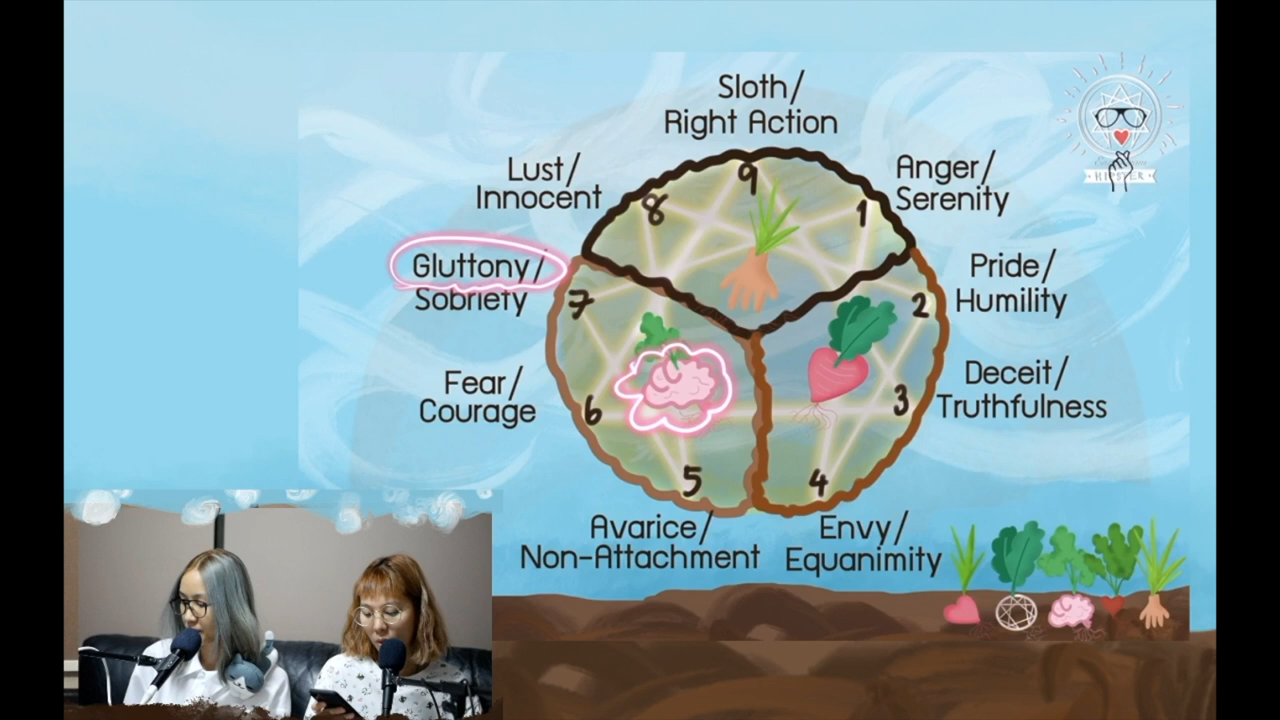 Sloth/
Right Action
Lust/
Innocent
Anger/
Serenity
9
8
1
Gluttony/
Sobriety
Pride/
Humility
7
2
Fear/
Courage
Deceit/
Truthfulness
6
3
5
4
Avarice/
Non-Attachment
Envy/
Equanimity
HIPSTER